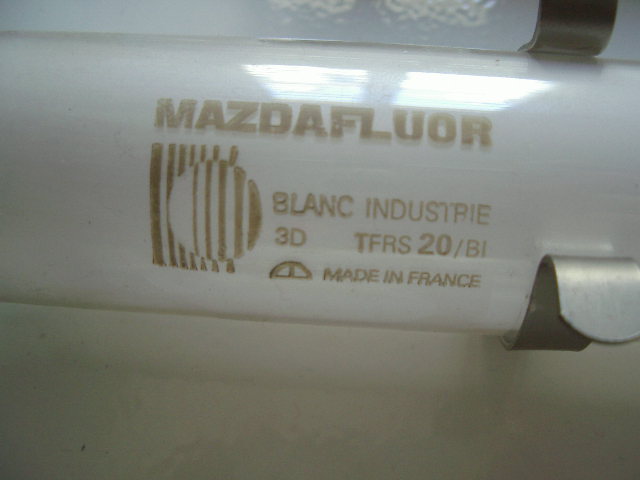 MAZDAFLUOR
BLANC INDUSTRIE
3D TFRS 20/BI
MADE IN FRANCE